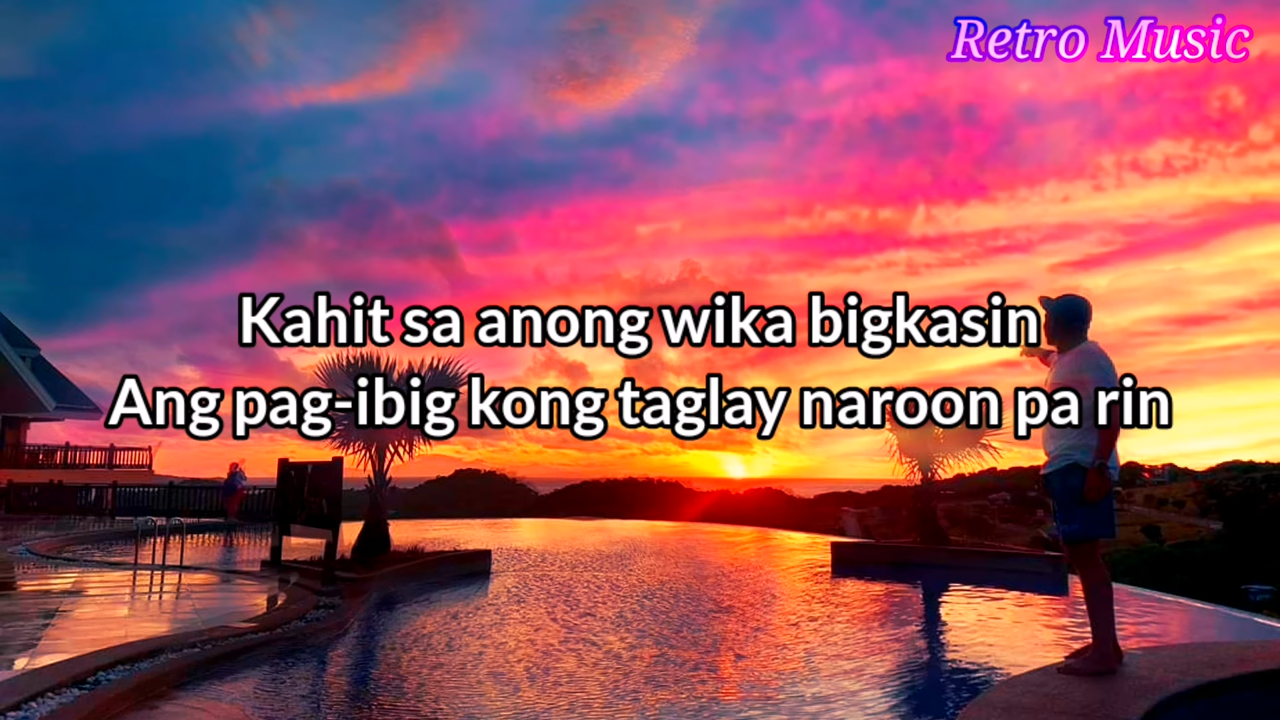 Retro Music
Kahit sa anong wika bigkasin
Ang pag-ibig kong taglay naroon pa rin